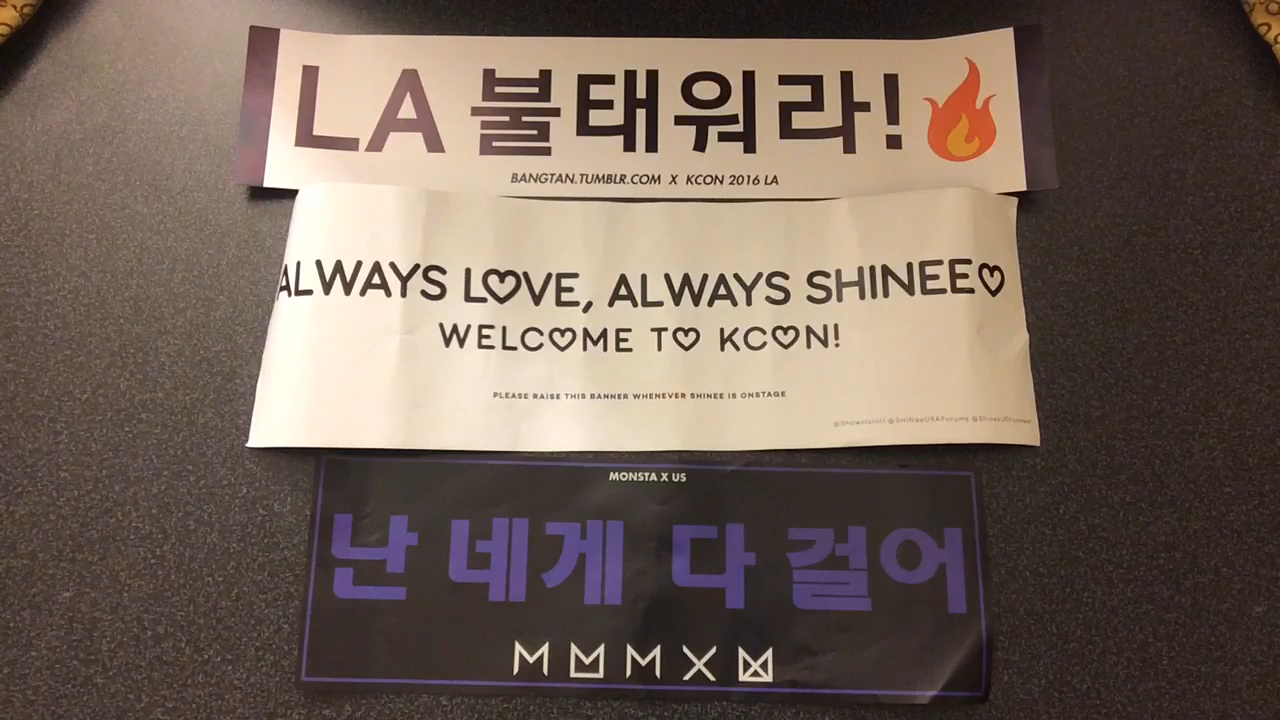 LA 불태워라!
BANGTAN.TUMBLR.COM X KCON 2016 LA
ALWAYS LOVE, ALWAYS SHINEE♡
WELCOME TO KCON!
PLEASE RAISE THIS BANNER WHENEVER SHINEE IS ONSTAGE
@SHINeeUSAForums
MONSTA X US
난 네게 다 걸어